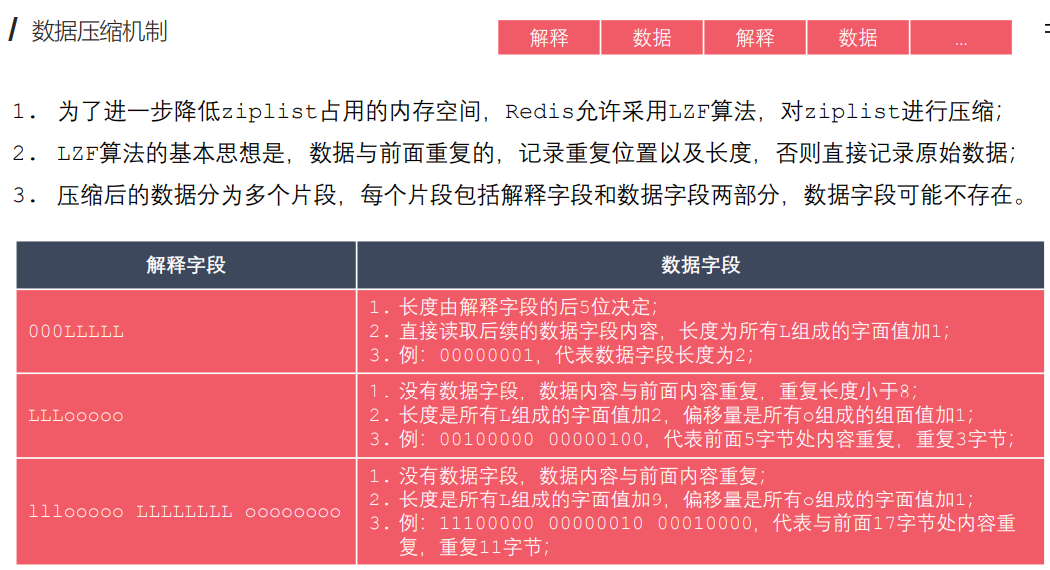 / 数据压缩机制
解释 数据 解释 数据 …
1. 为了进一步降低ziplist占用的内存空间，Redis允许采用LZF算法，对ziplist进行压缩；
2. LZF算法的基本思想是，数据与前面重复的，记录重复位置以及长度，否则直接记录原始数据；
3. 压缩后的数据分为多个片段，每个片段包括解释字段和数据字段两部分，数据字段可能不存在。
解释字段 数据字段
000LLLLL
1. 长度由解释字段的后5位决定；
2. 直接读取后续的数据字段内容，长度为所有L组成的字面值加1；
3. 例：00000001，代表数据字段长度为2；
LLLooooo
1. 没有数据字段，数据内容与前面内容重复，重复长度小于8；
2. 长度是所有L组成的字面值加2，偏移量是所有o组成的组面值加1；
3. 例：00100000 00000100，代表前面5字节处内容重复，重复3字节；
lllooooo LLLLLLLL oooooooo
1. 没有数据字段，数据内容与前面内容重复；
2. 长度是所有L组成的字面值加9，偏移量是所有o组成的字面值加1；
3. 例：11100000 00000010 00010000，代表与前面17字节处内容重
复，重复11字节；